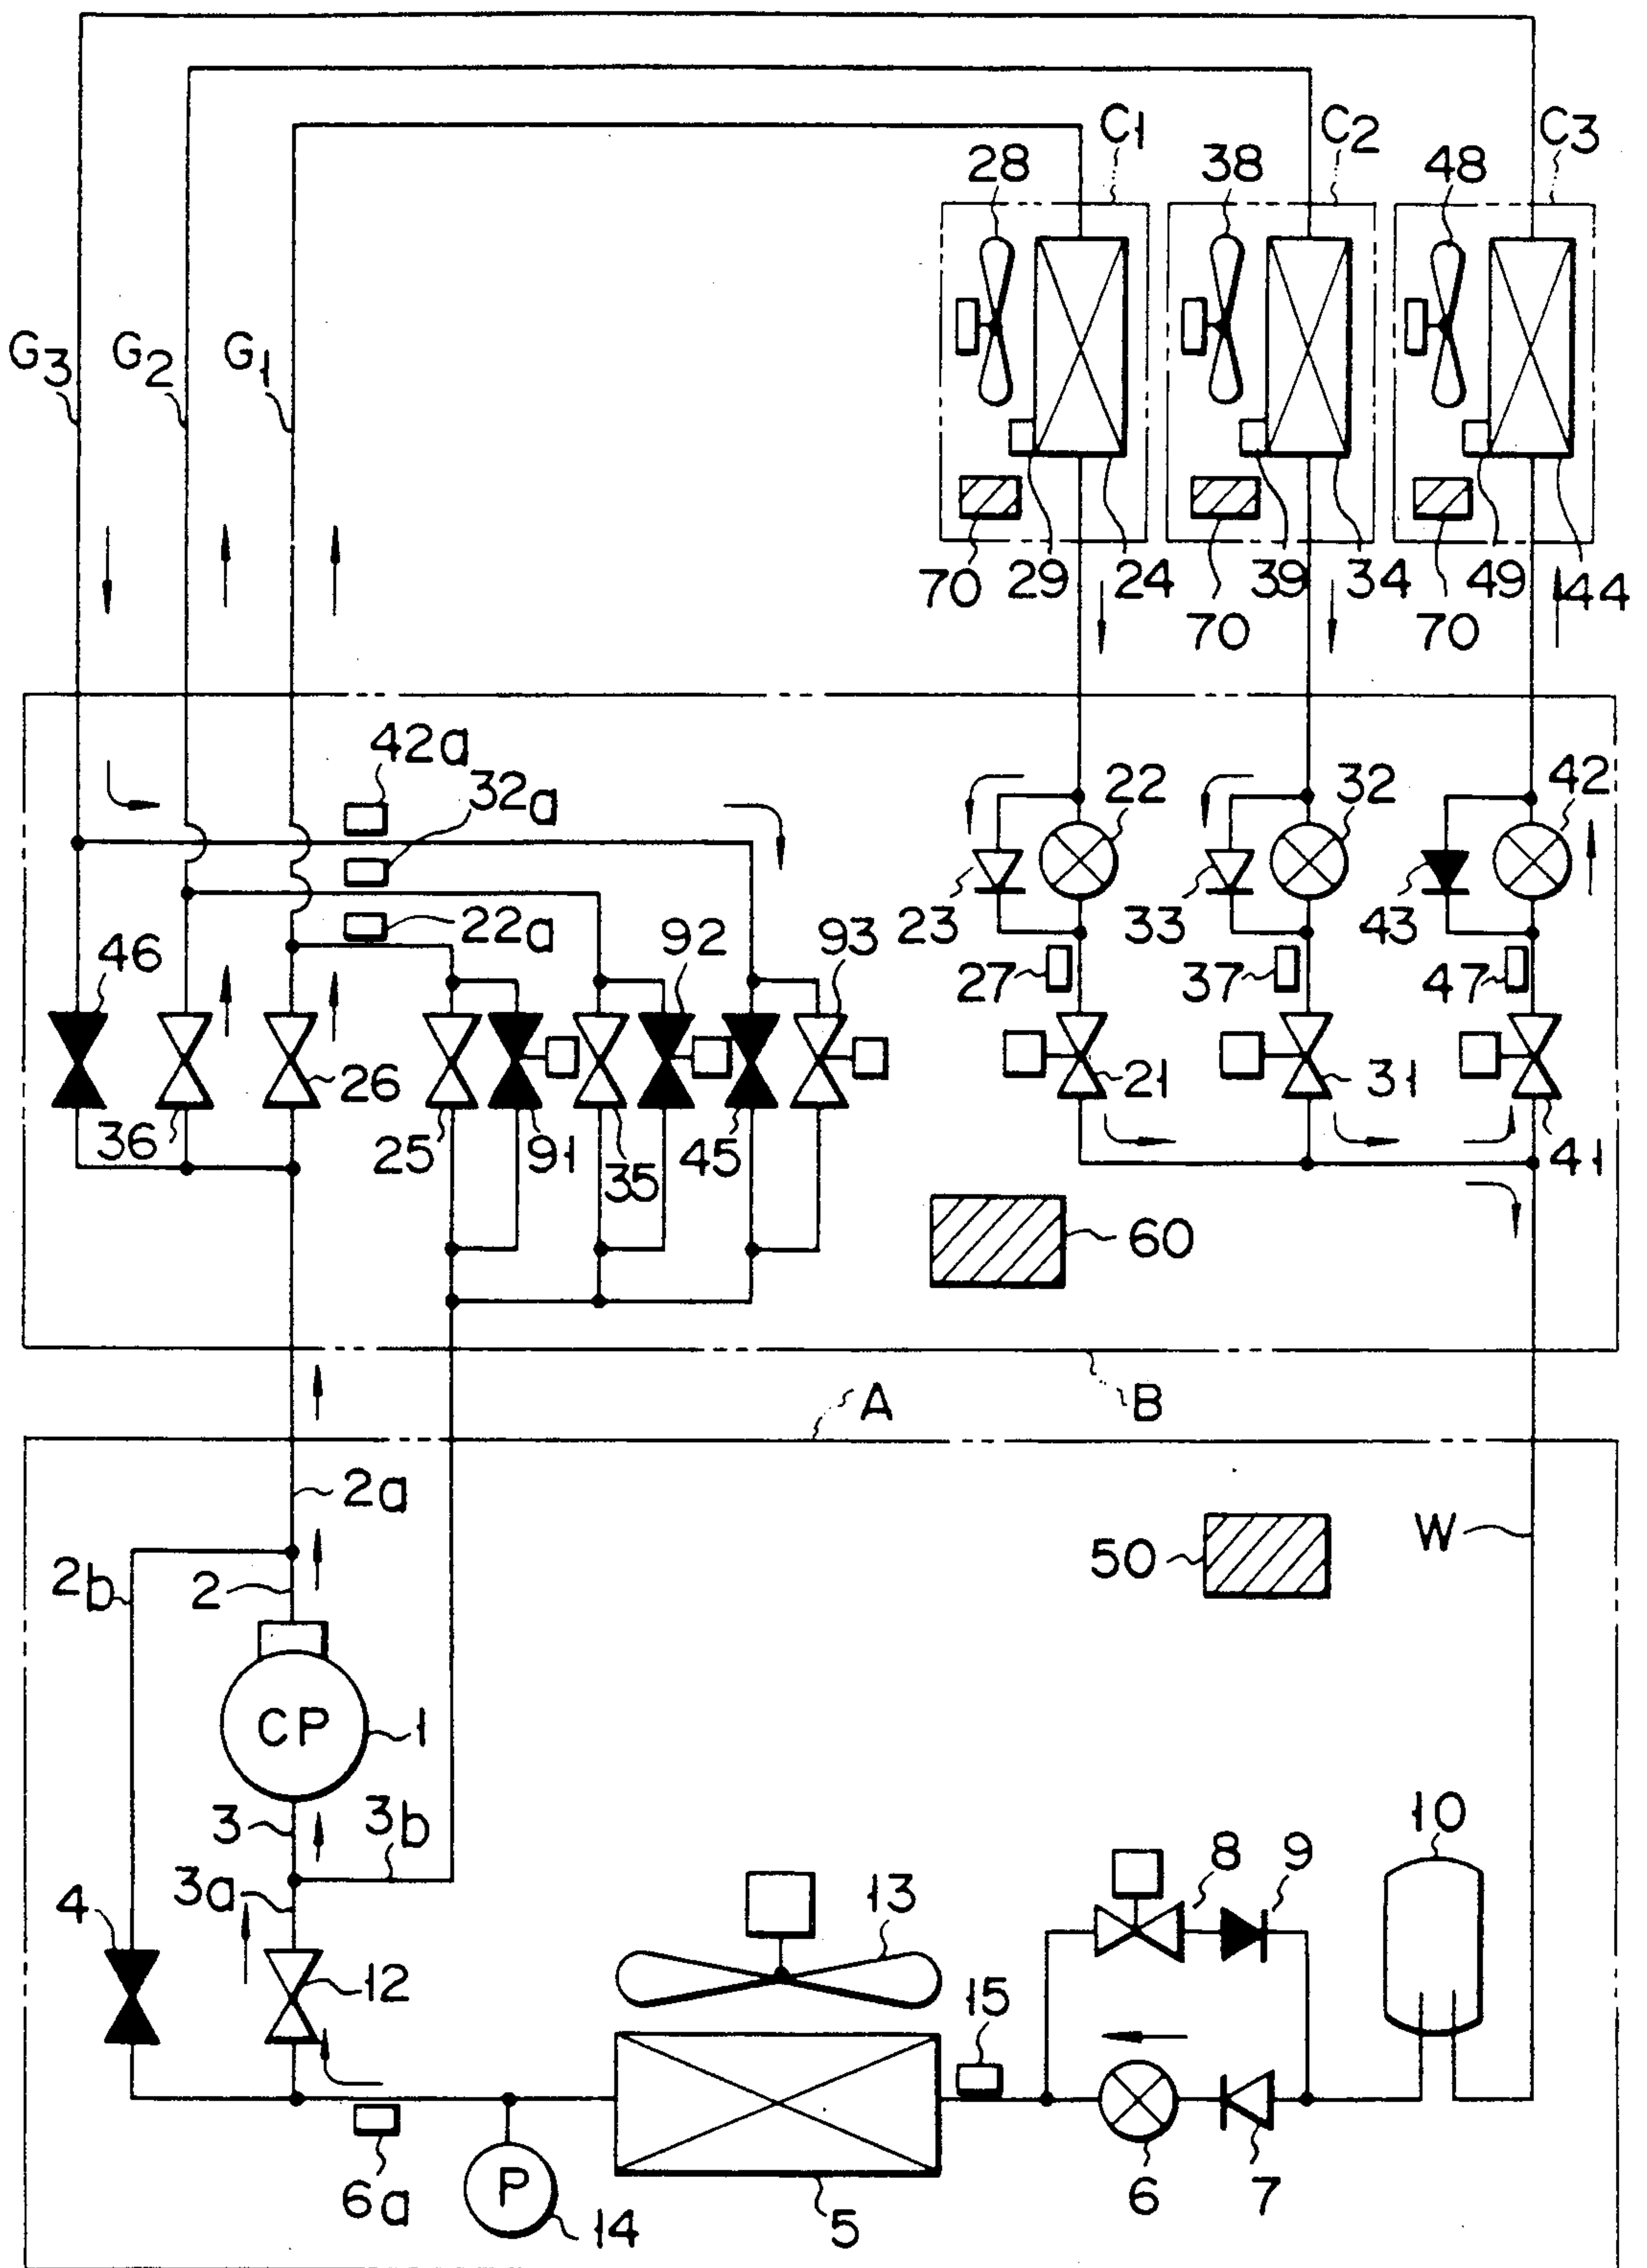 C1 C2 C3
28 38 48
G3 G2 G1
70 29 24 70 39 34 70 49 44
42a
32a
22a
22 32 42
23 33 43
46 92 93
27 37 47
36 26 25 91 35 45 21 31 41
60
A B
2a
2b 2 50 W
CP 1
3 3b 10
3a 4 12 13 8 9
15
6a P 14 5 6 7